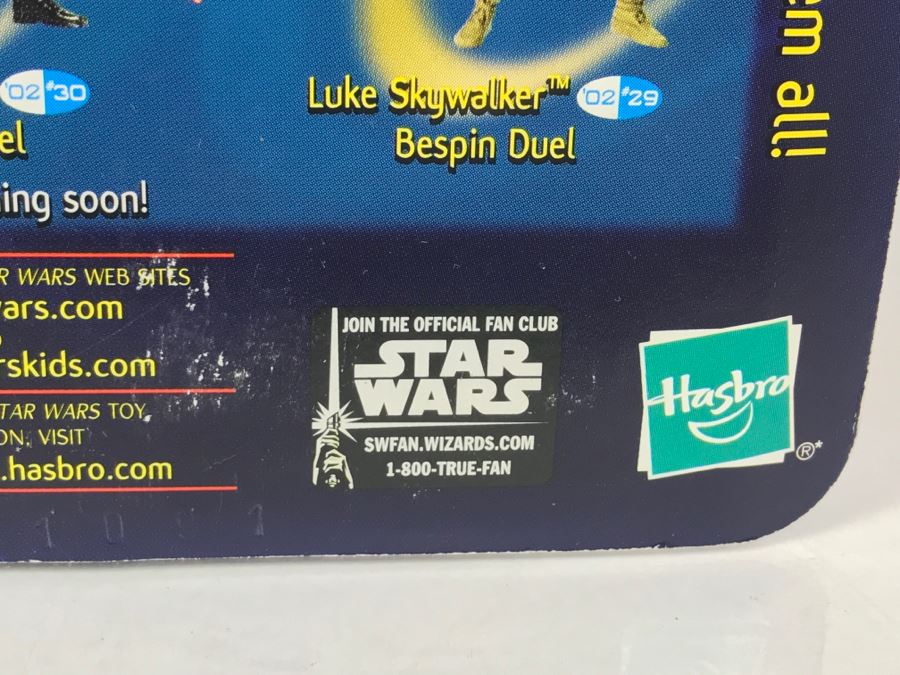 '02 #30
Luke Skywalker™ '02 #29
el
Bespin Duel
em all!
ing soon!
R WARS WEB SITES
ars.com
rskids.com
TAR WARS TOY
ON, VISIT
.hasbro.com
JOIN THE OFFICIAL FAN CLUB
STAR
WARS
SWFAN.WIZARDS.COM
1-800-TRUE-FAN
Hasbro
®*